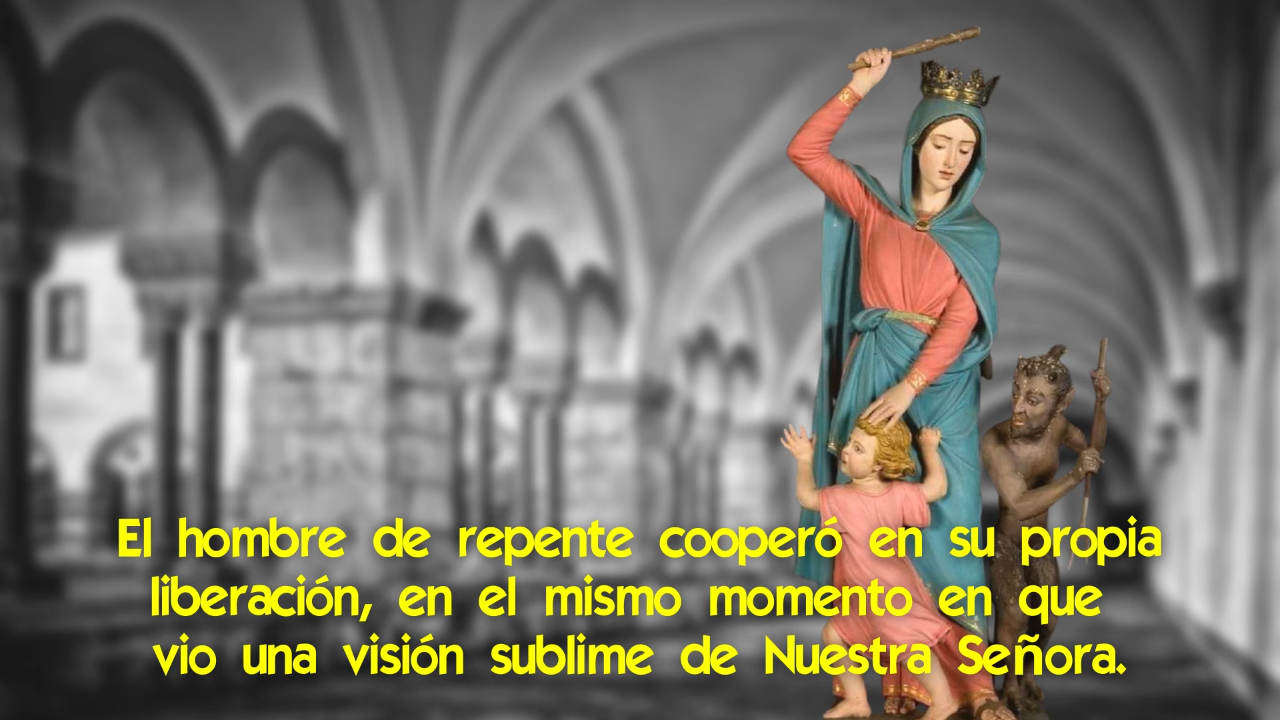 El hombre de repente cooperó en su propia
liberación, en el mismo momento en que
vio una visión sublime de Nuestra Señora.